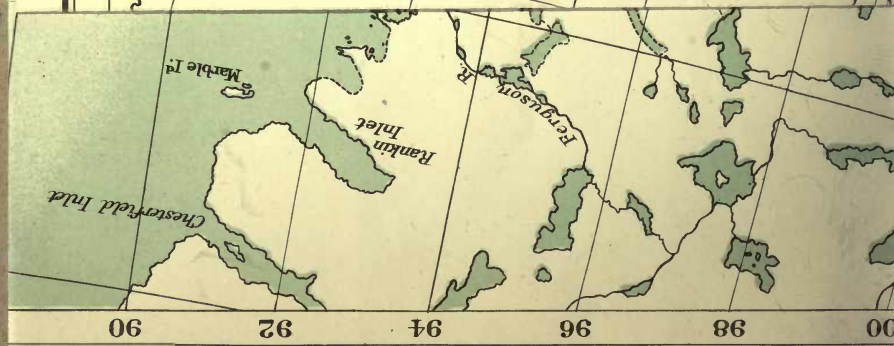 00 98 96 94 92 90
Chesterfield Inlet
Rankin
Inlet
Ferguson R.
Marble Iᵈ.